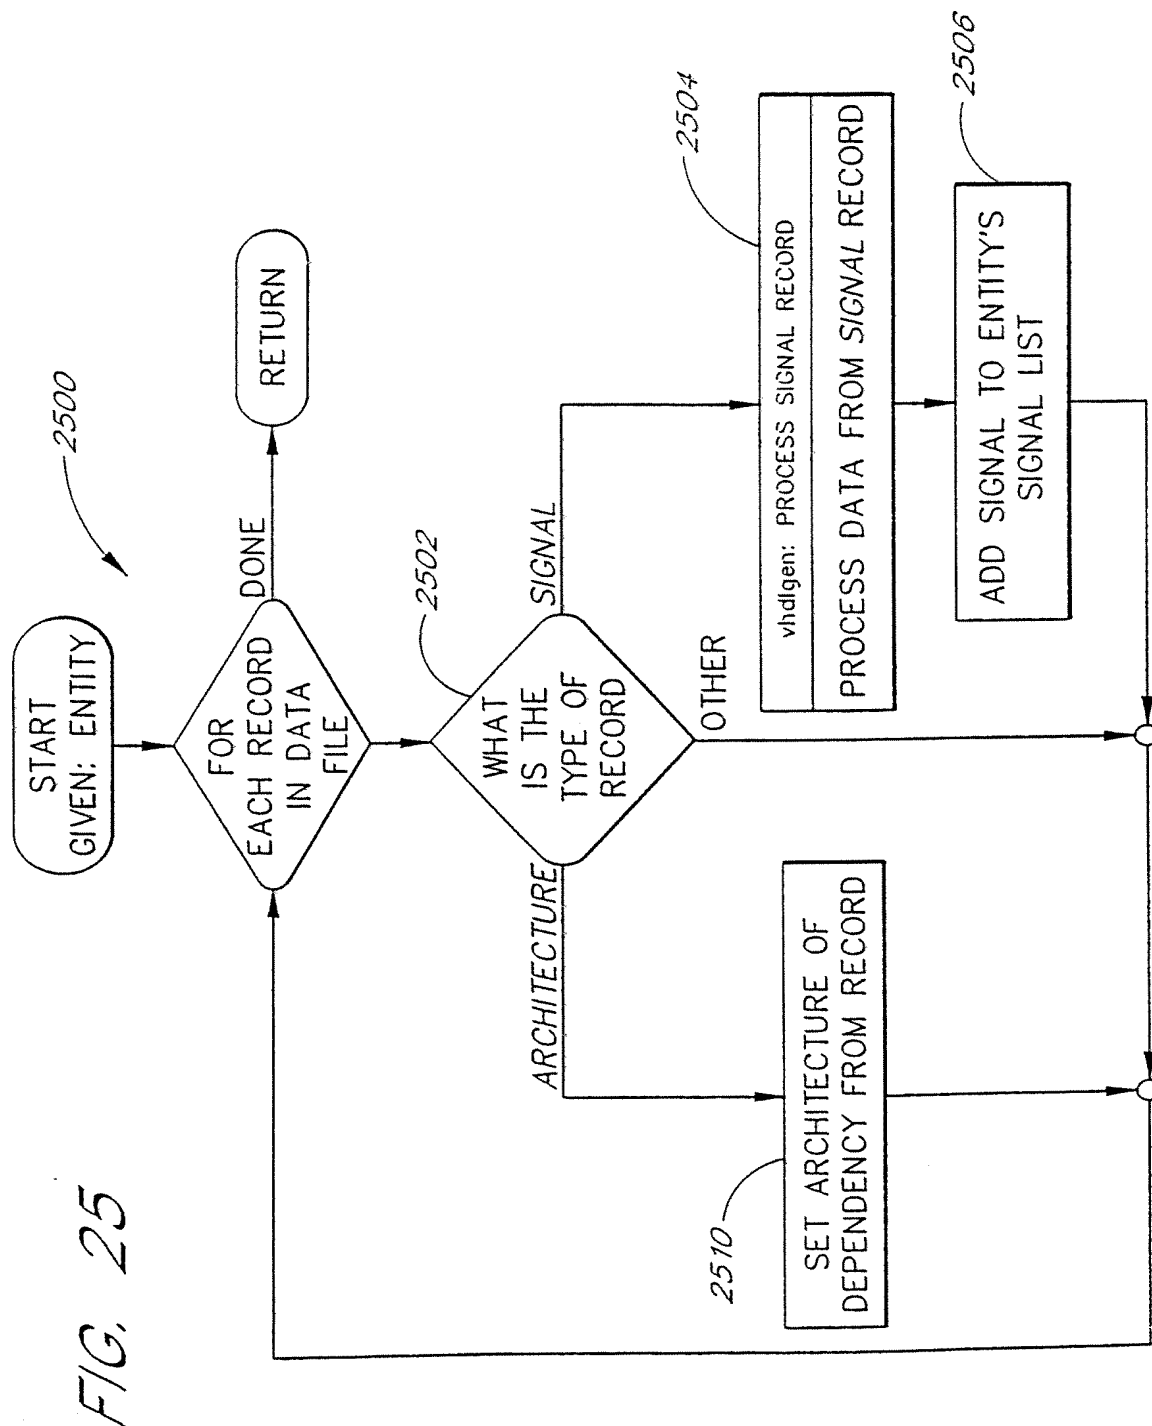 FIG. 25
2500
START
GIVEN: ENTITY
FOR
EACH RECORD
IN DATA
FILE
DONE
RETURN
2502
WHAT
IS THE
TYPE OF
RECORD
ARCHITECTURE
SIGNAL
OTHER
2504
vhdlgen: PROCESS SIGNAL RECORD
PROCESS DATA FROM SIGNAL RECORD
2506
ADD SIGNAL TO ENTITY'S
SIGNAL LIST
2510
SET ARCHITECTURE OF
DEPENDENCY FROM RECORD